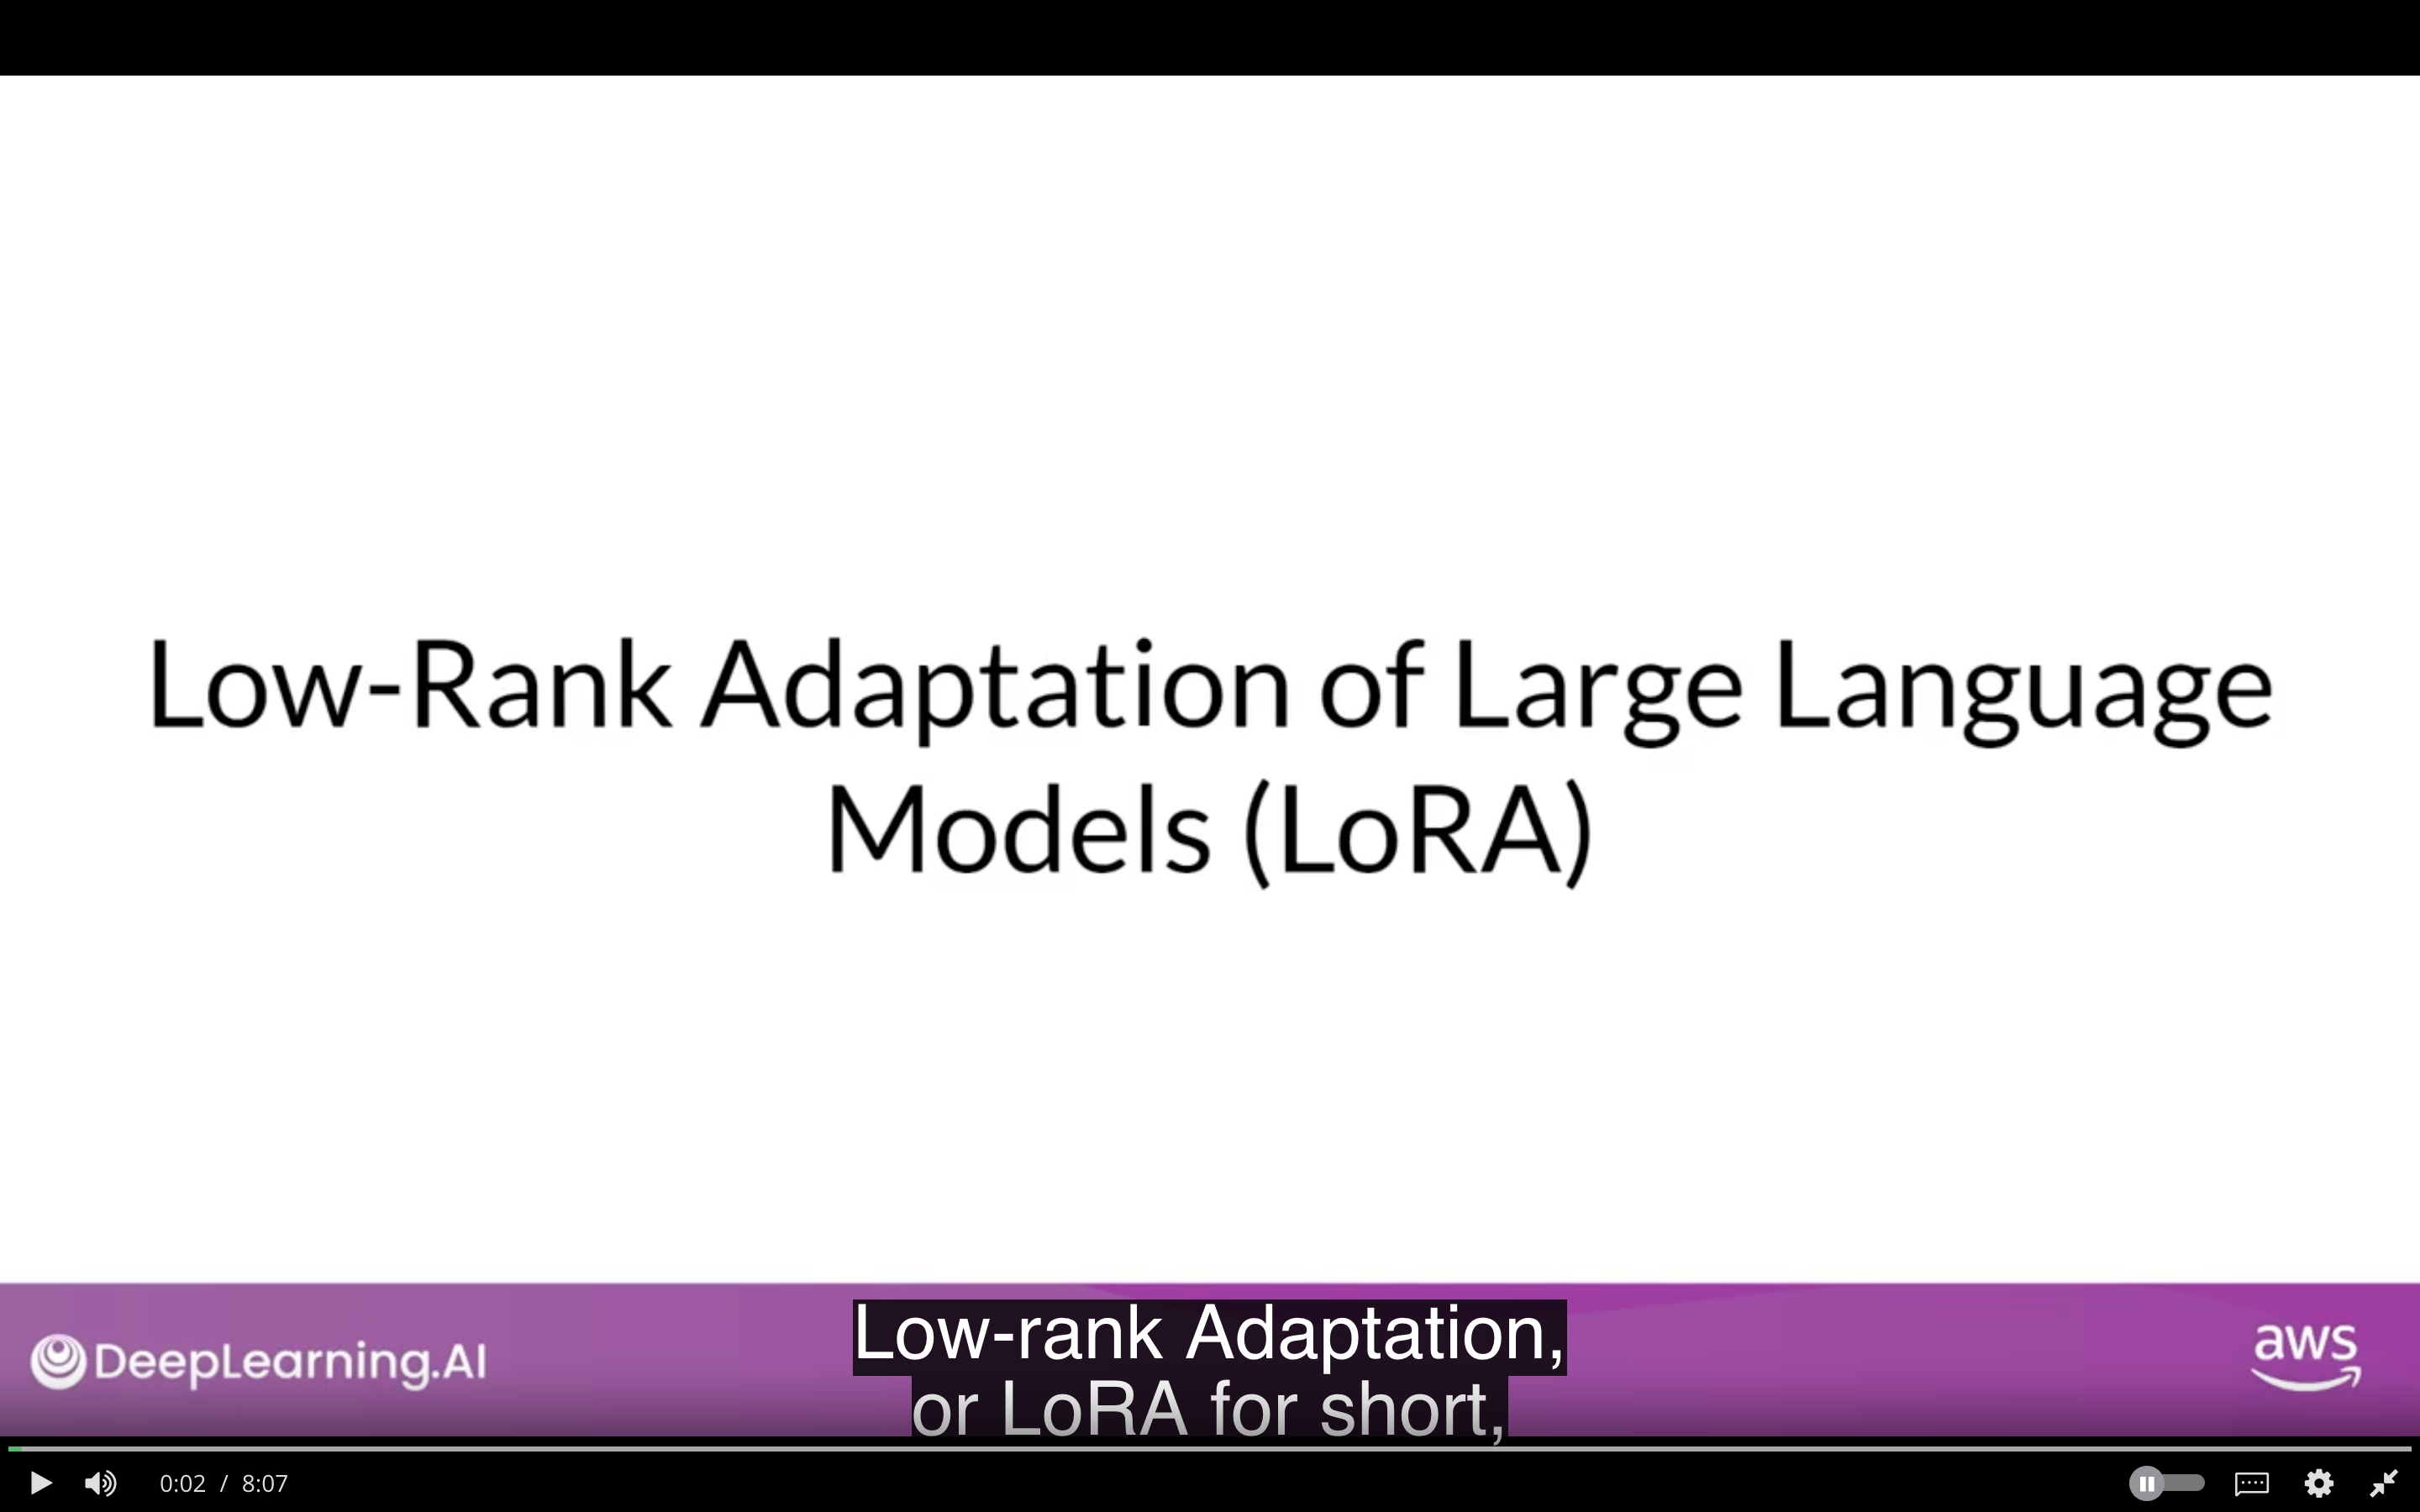 Low-Rank Adaptation of Large Language
Models (LoRA)
DeepLearning.AI
Low-rank Adaptation,
or LoRA for short,
aws
0:02 / 8:07